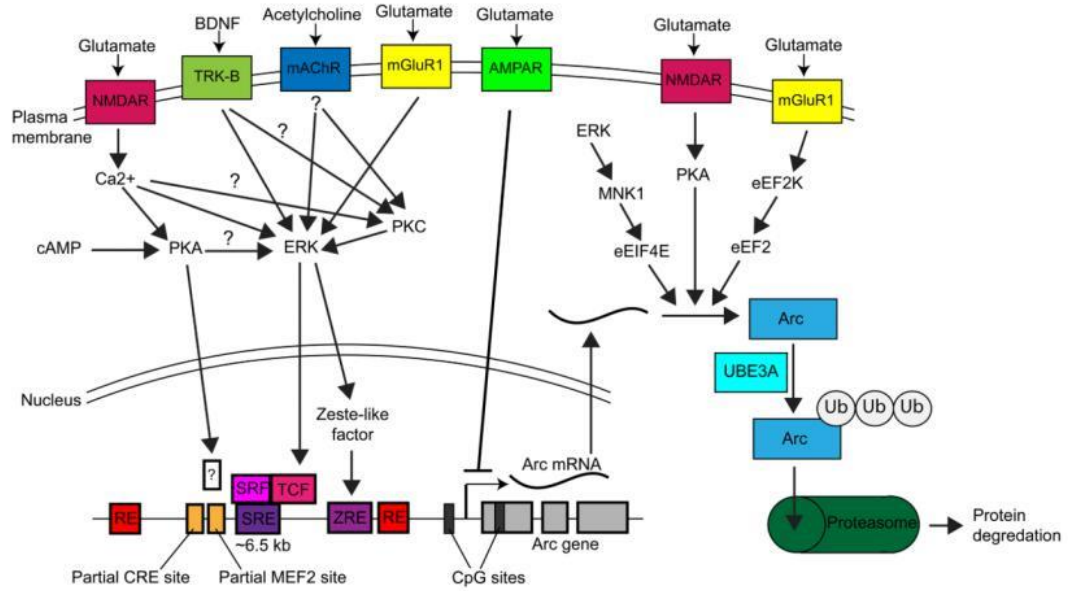 BDNF
Acetylcholine
Glutamate
Glutamate
Glutamate
Glutamate
Glutamate
TRK-B
mAChR
mGluR1
AMPAR
NMDAR
NMDAR
mGluR1
Plasma
membrane
?
?
ERK
Ca2+
?
PKA
eEF2K
MNK1
PKC
cAMP
PKA
?
ERK
eEIF4E
eEF2
Arc
UBE3A
Nucleus
Zeste-like
factor
Ub
Ub
Ub
Arc
Arc mRNA
?
SRF
TCF
RE
SRE
ZRE
RE
~6.5 kb
Arc gene
Proteasome
Protein
degredation
Partial CRE site
Partial MEF2 site
CpG sites